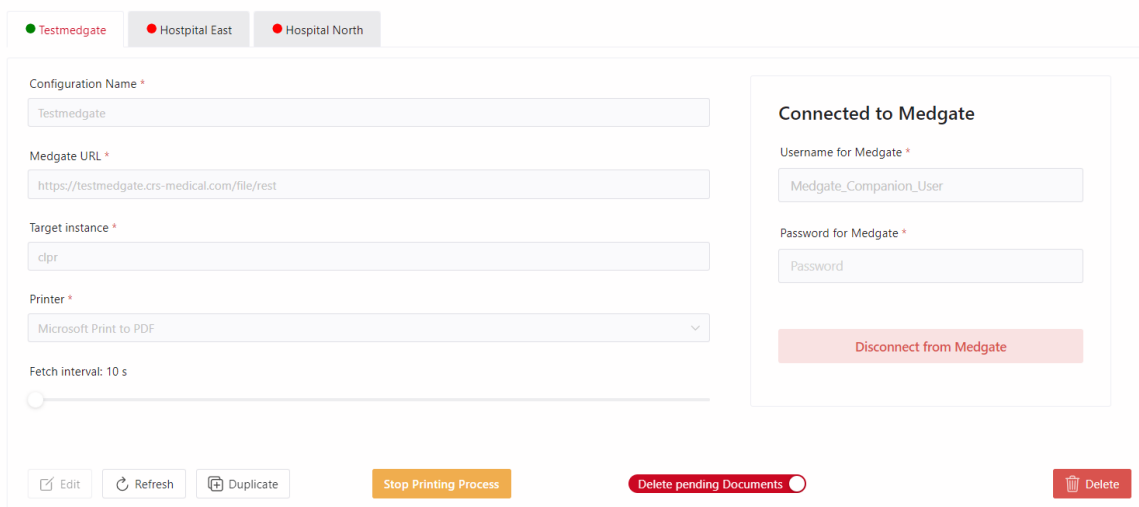 Testmedgate Hostpital East Hospital North
Configuration Name *
Testmedgate
Medgate URL *
https://testmedgate.crs-medical.com/file/rest
Target instance *
clpr
Printer *
Microsoft Print to PDF
Fetch interval: 10 s
Connected to Medgate
Username for Medgate *
Medgate_Companion_User
Password for Medgate *
Password
Disconnect from Medgate
Edit Refresh Duplicate Stop Printing Process Delete pending Documents Delete